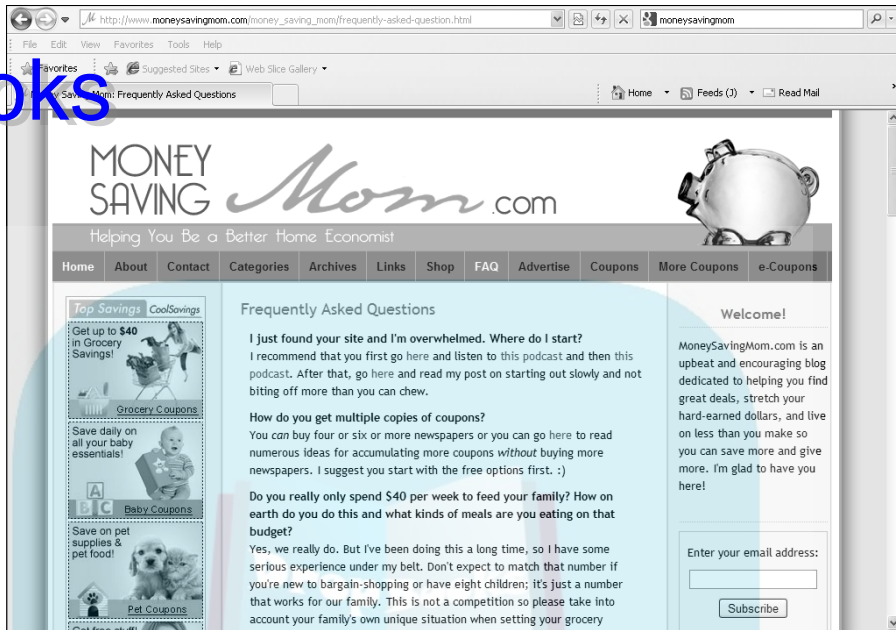 http://www.moneysavingmom.com/money_saving_mom/frequently-asked-question.html
moneysavingmom
File Edit View Favorites Tools Help
Favorites Suggested Sites Web Slice Gallery
oks
Saving Mom: Frequently Asked Questions
Home Feeds (J) Read Mail
MONEY
SAVING Mom.com
Helping You Be a Better Home Economist
Home About Contact Categories Archives Links Shop FAQ Advertise Coupons More Coupons e-Coupons
Top Savings CoolSavings
Get up to $40
in Grocery
Savings!
Grocery Coupons
Save daily on
all your baby
essentials!
A
B C
Baby Coupons
Save on pet
supplies &
pet food!
Pet Coupons
Get free stuff!
Frequently Asked Questions
I just found your site and I'm overwhelmed. Where do I start?
I recommend that you first go here and listen to this podcast and then this
podcast. After that, go here and read my post on starting out slowly and not
biting off more than you can chew.
How do you get multiple copies of coupons?
You can buy four or six or more newspapers or you can go here to read
numerous ideas for accumulating more coupons without buying more
newspapers. I suggest you start with the free options first. :)
Do you really only spend $40 per week to feed your family? How on
earth do you do this and what kinds of meals are you eating on that
budget?
Yes, we really do. But I've been doing this a long time, so I have some
serious experience under my belt. Don't expect to match that number if
you're new to bargain-shopping or have eight children; it's just a number
that works for our family. This is not a competition so please take into
account your family's own unique situation when setting your grocery
Welcome!
MoneySavingMom.com is an
upbeat and encouraging blog
dedicated to helping you find
great deals, stretch your
hard-earned dollars, and live
on less than you make so
you can save more and give
more. I'm glad to have you
here!
Enter your email address:
Subscribe